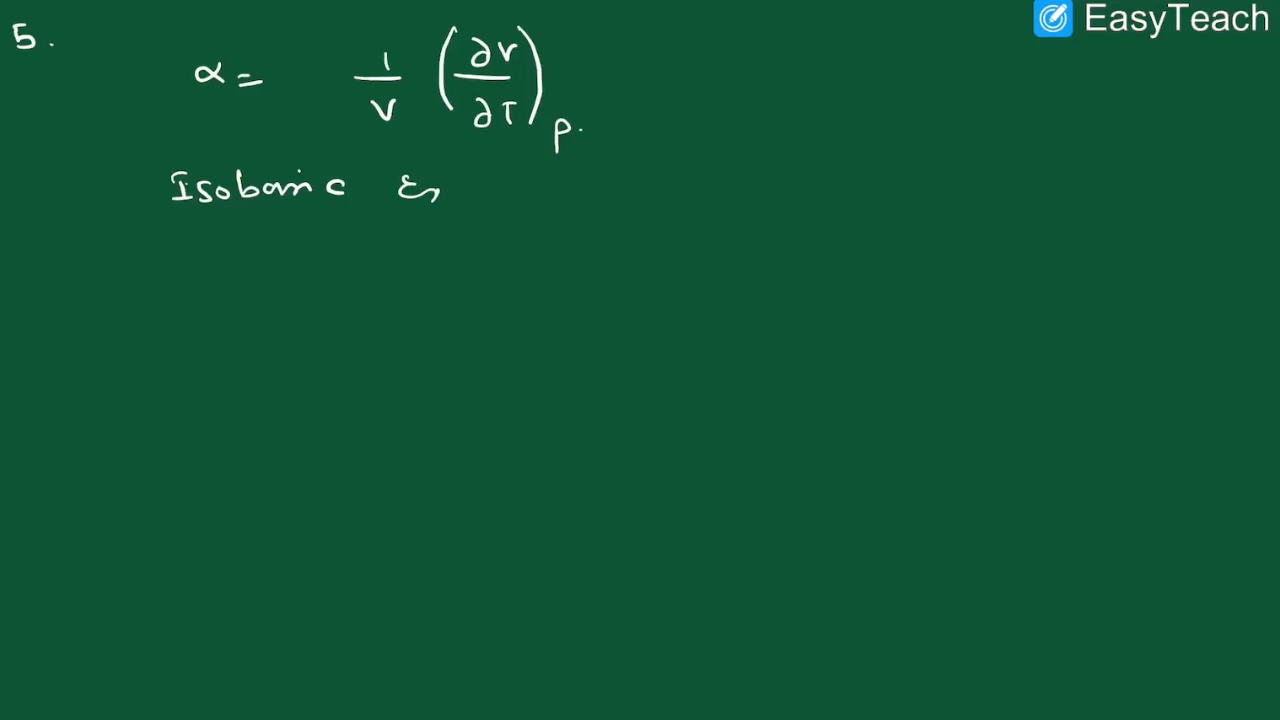 EasyTeach
5.
α = 1/V (∂V/∂T)P.
Isobaric